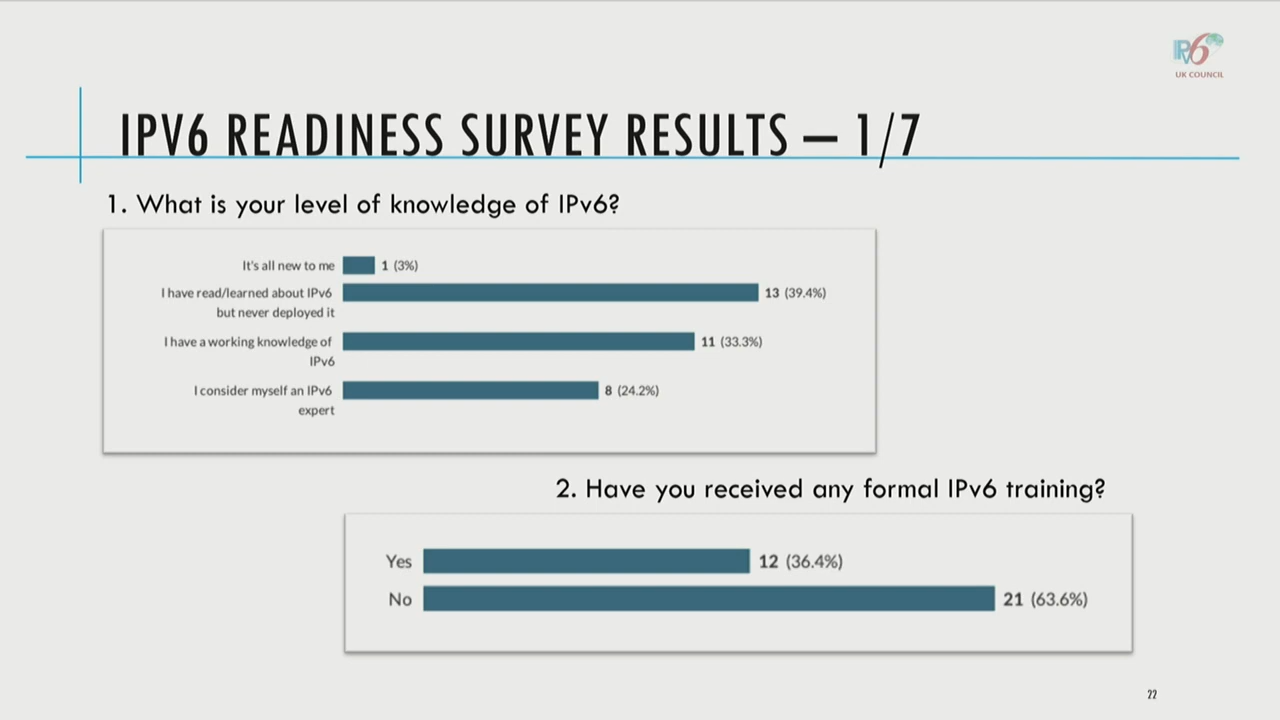 IPv6
UK COUNCIL
IPV6 READINESS SURVEY RESULTS – 1/7
1. What is your level of knowledge of IPv6?
It's all new to me 1 (3%)
I have read/learned about IPv6 13 (39.4%)
but never deployed it
I have a working knowledge of 11 (33.3%)
IPv6
I consider myself an IPv6 8 (24.2%)
expert
2. Have you received any formal IPv6 training?
Yes 12 (36.4%)
No 21 (63.6%)
22